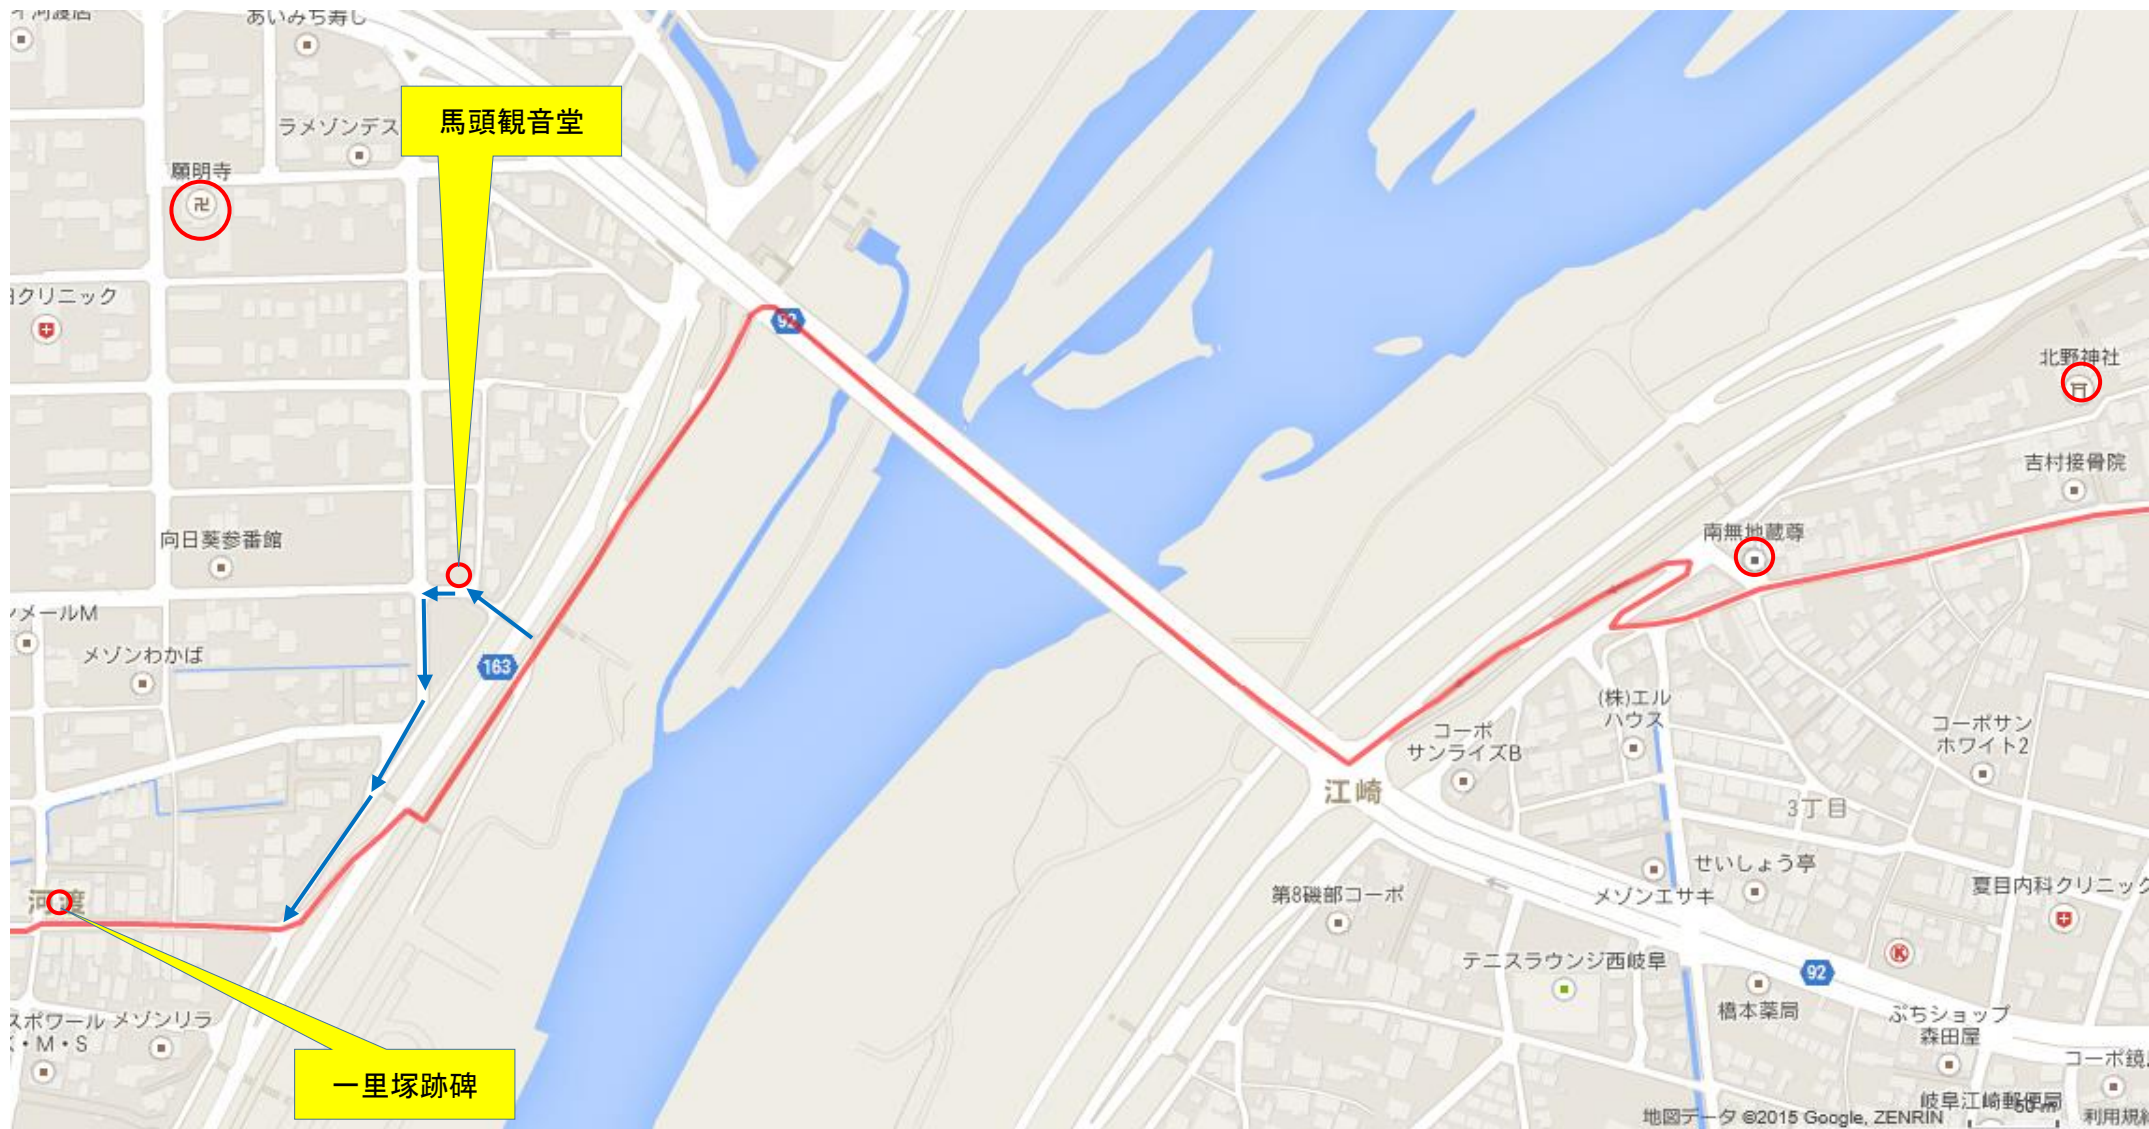 あいみち寿し
馬頭観音堂
ラメゾンデス
願明寺
クリニック
92
北野神社
吉村接骨院
南無地蔵尊
向日葵参番館
メールM
メゾンわかば
163
(株)エル
ハウス
コーポ
サンライズB
コーポサン
ホワイト2
江崎
3丁目
せいしょう亭
メゾンエサキ
夏目内科クリニック
第8磯部コーポ
河渡
テニスラウンジ西岐阜
92
橋本薬局
ぷちショップ
森田屋
スポワール
K・M・S
メゾンリラ
一里塚跡碑
コーポ鏡
岐阜江崎郵便局
50 m
地図データ ©2015 Google, ZENRIN
利用規